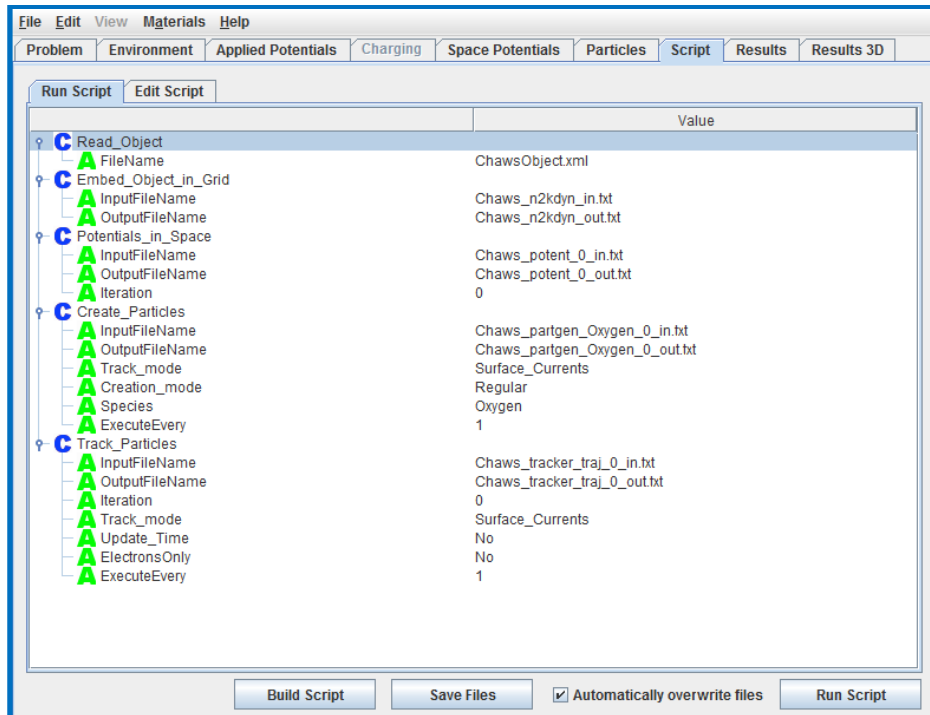 File Edit View Materials Help
Problem Environment Applied Potentials Charging Space Potentials Particles Script Results Results 3D
Run Script Edit Script
Value
C Read_Object
A FileName ChawsObject.xml
C Embed_Object_in_Grid
A InputFileName Chaws_n2kdyn_in.txt
A OutputFileName Chaws_n2kdyn_out.txt
C Potentials_in_Space
A InputFileName Chaws_potent_0_in.txt
A OutputFileName Chaws_potent_0_out.txt
A Iteration 0
C Create_Particles
A InputFileName Chaws_partgen_Oxygen_0_in.txt
A OutputFileName Chaws_partgen_Oxygen_0_out.txt
A Track_mode Surface_Currents
A Creation_mode Regular
A Species Oxygen
A ExecuteEvery 1
C Track_Particles
A InputFileName Chaws_tracker_traj_0_in.txt
A OutputFileName Chaws_tracker_traj_0_out.txt
A Iteration 0
A Track_mode Surface_Currents
A Update_Time No
A ElectronsOnly No
A ExecuteEvery 1
Build Script Save Files Automatically overwrite files Run Script